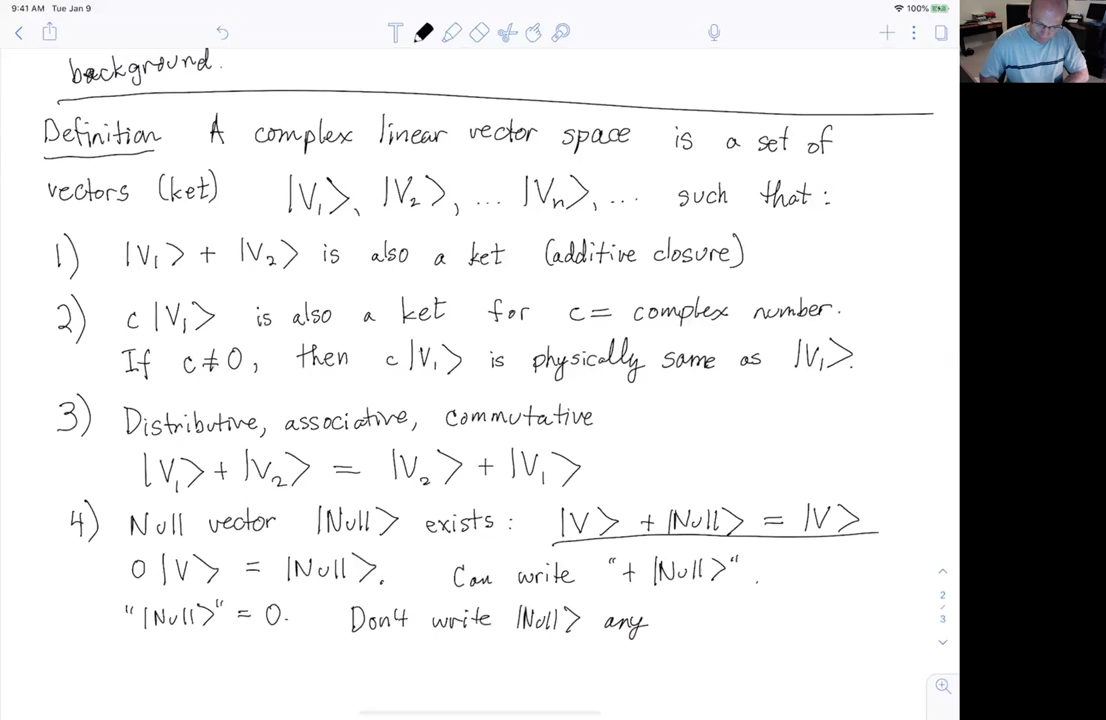 9:41 AM Tue Jan 9
100%
background.
Definition A complex linear vector space is a set of
vectors (ket) |V₁⟩, |V₂⟩, ... |Vₙ⟩, ... such that :
1) |V₁⟩ + |V₂⟩ is also a ket (additive closure)
2) c|V₁⟩ is also a ket for c = complex number.
If c ≠ 0, then c|V₁⟩ is physically same as |V₁⟩.
3) Distributive, associative, commutative
|V₁⟩ + |V₂⟩ = |V₂⟩ + |V₁⟩
4) Null vector |Null⟩ exists : |V⟩ + |Null⟩ = |V⟩
0|V⟩ = |Null⟩. Can write "+ |Null⟩".
"|Null⟩" = 0. Don't write |Null⟩ any
2
/
3